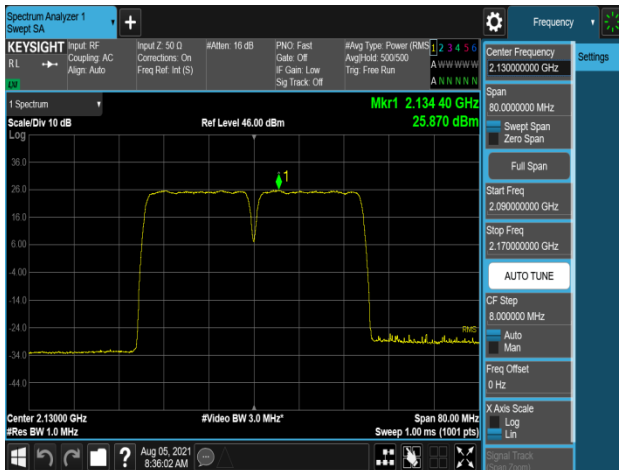 Spectrum Analyzer 1
Swept SA
+
Frequency
KEYSIGHT
RL
LVI
Input: RF
Coupling: AC
Align: Auto
Input Z: 50 Ω
Corrections: On
Freq Ref: Int (S)
#Atten: 16 dB
PNO: Fast
Gate: Off
IF Gain: Low
Sig Track: Off
#Avg Type: Power (RMS
Avg|Hold: 500/500
Trig: Free Run
1 2 3 4 5 6
A W W W W W
A N N N N N
1 Spectrum
Scale/Div 10 dB
Log
Ref Level 46.00 dBm
Mkr1 2.134 40 GHz
25.870 dBm
36.0
26.0
16.0
6.00
-4.00
-14.0
-24.0
-34.0
-44.0
1
RMS
Center 2.13000 GHz
#Res BW 1.0 MHz
#Video BW 3.0 MHz*
Span 80.00 MHz
Sweep 1.00 ms (1001 pts)
?
Aug 05, 2021
8:36:02 AM
Settings
Center Frequency
2.130000000 GHz
Span
80.0000000 MHz
Swept Span
Zero Span
Full Span
Start Freq
2.090000000 GHz
Stop Freq
2.170000000 GHz
AUTO TUNE
CF Step
8.000000 MHz
Auto
Man
Freq Offset
0 Hz
X Axis Scale
Log
Lin
Signal Track
(Span Zoom)